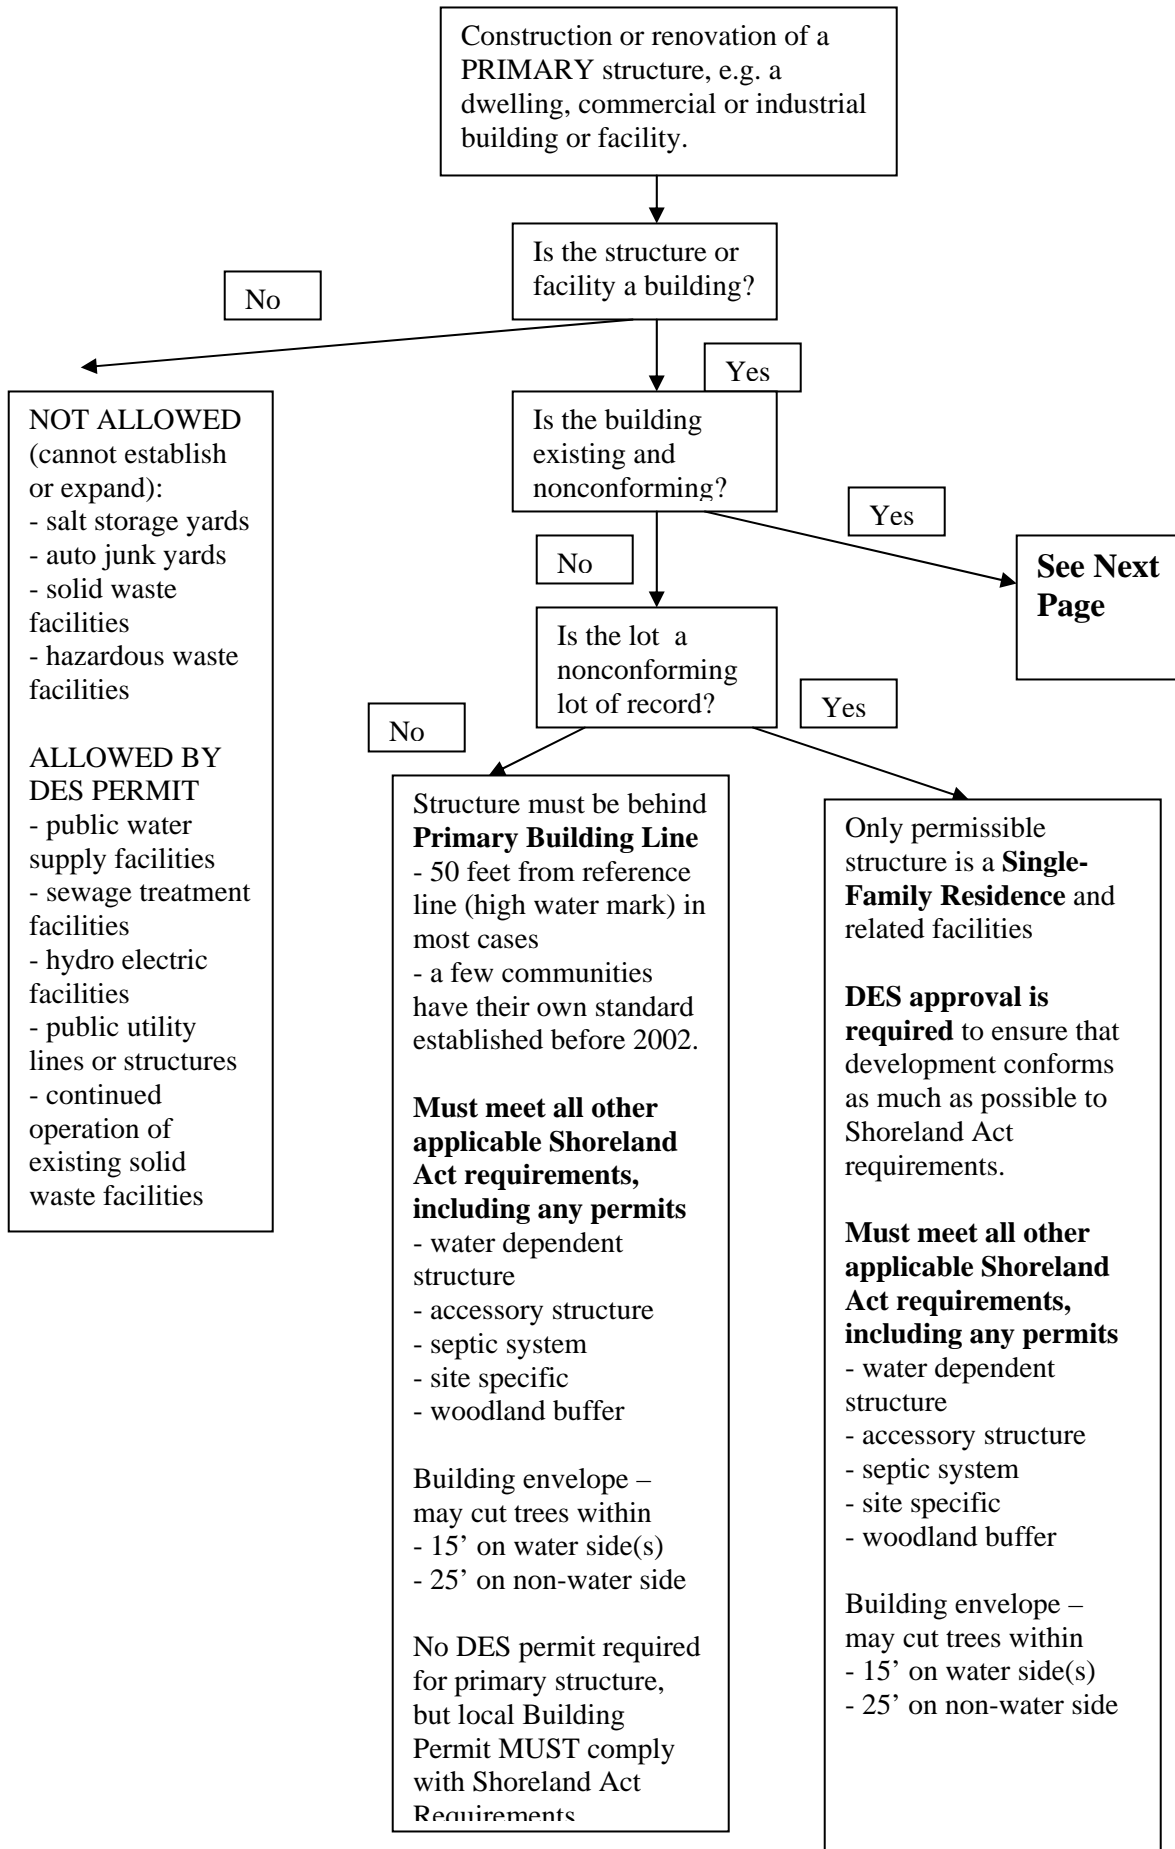 Construction or renovation of a
PRIMARY structure, e.g. a
dwelling, commercial or industrial
building or facility.
Is the structure or
facility a building?
No
Yes
NOT ALLOWED
(cannot establish
or expand):
- salt storage yards
- auto junk yards
- solid waste
facilities
- hazardous waste
facilities
ALLOWED BY
DES PERMIT
- public water
supply facilities
- sewage treatment
facilities
- hydro electric
facilities
- public utility
lines or structures
- continued
operation of
existing solid
waste facilities
Is the building
existing and
nonconforming?
Yes
No
See Next
Page
Is the lot  a
nonconforming
lot of record?
No
Yes
Structure must be behind
Primary Building Line
- 50 feet from reference
line (high water mark) in
most cases
- a few communities
have their own standard
established before 2002.
Must meet all other
applicable Shoreland
Act requirements,
including any permits
- water dependent
structure
- accessory structure
- septic system
- site specific
- woodland buffer
Building envelope –
may cut trees within
- 15’ on water side(s)
- 25’ on non-water side
No DES permit required
for primary structure,
but local Building
Permit MUST comply
with Shoreland Act
Requirements
Only permissible
structure is a Single-
Family Residence and
related facilities
DES approval is
required to ensure that
development conforms
as much as possible to
Shoreland Act
requirements.
Must meet all other
applicable Shoreland
Act requirements,
including any permits
- water dependent
structure
- accessory structure
- septic system
- site specific
- woodland buffer
Building envelope –
may cut trees within
- 15’ on water side(s)
- 25’ on non-water side